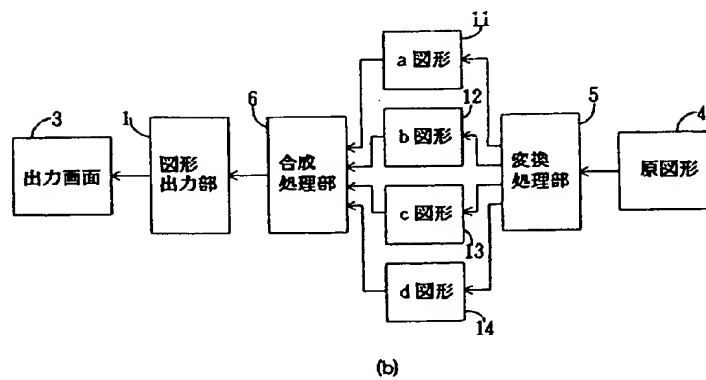 11
a 図形
3
出力画面
1
図形
出力部
6
合成
処理部
12
b 図形
5
変換
処理部
4
原図形
c 図形
13
d 図形
14
(b)